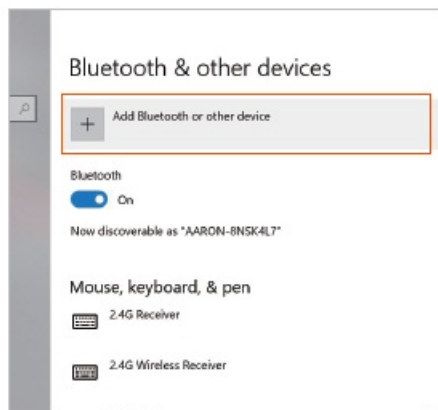 Bluetooth & other devices
Add Bluetooth or other device
Bluetooth
On
Now discoverable as "AARON-8NSK4L7"
Mouse, keyboard, & pen
2.4G Receiver
2.4G Wireless Receiver